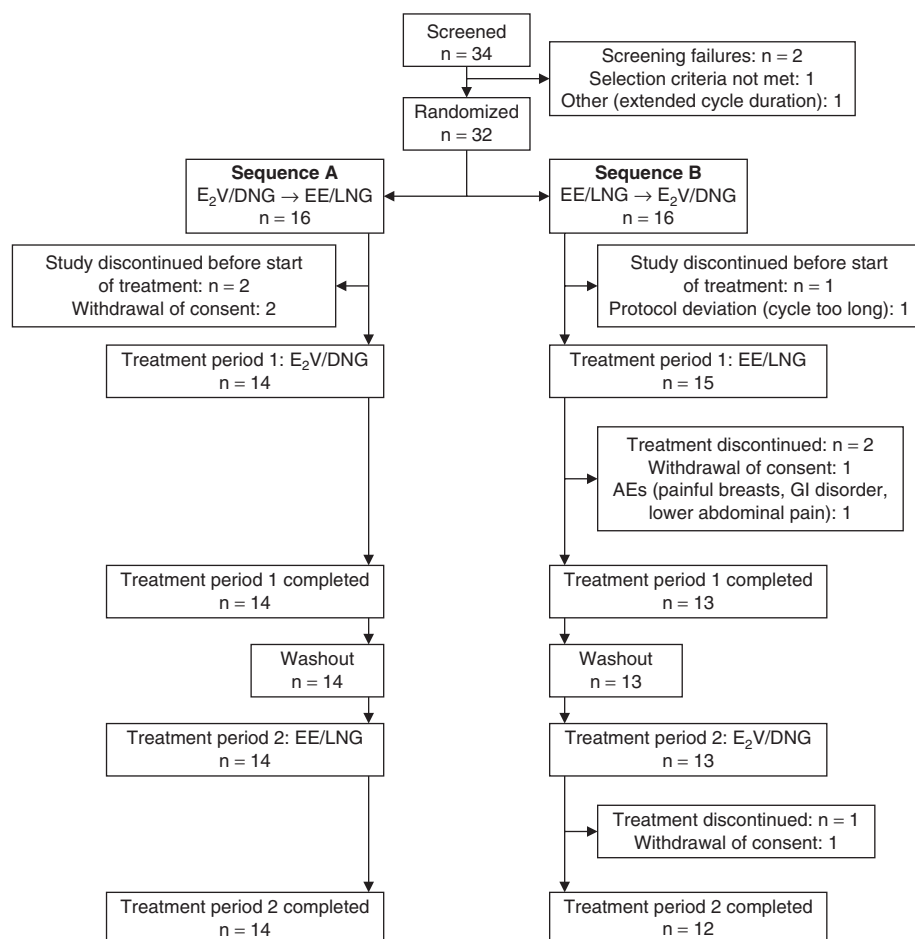 Screened
n = 34
Screening failures: n = 2
Selection criteria not met: 1
Other (extended cycle duration): 1
Randomized
n = 32
Sequence A
E₂V/DNG → EE/LNG
n = 16
Sequence B
EE/LNG → E₂V/DNG
n = 16
Study discontinued before start
of treatment: n = 2
Withdrawal of consent: 2
Study discontinued before start
of treatment: n = 1
Protocol deviation (cycle too long): 1
Treatment period 1: E₂V/DNG
n = 14
Treatment period 1: EE/LNG
n = 15
Treatment discontinued: n = 2
Withdrawal of consent: 1
AEs (painful breasts, GI disorder,
lower abdominal pain): 1
Treatment period 1 completed
n = 14
Treatment period 1 completed
n = 13
Washout
n = 14
Washout
n = 13
Treatment period 2: EE/LNG
n = 14
Treatment period 2: E₂V/DNG
n = 13
Treatment discontinued: n = 1
Withdrawal of consent: 1
Treatment period 2 completed
n = 14
Treatment period 2 completed
n = 12